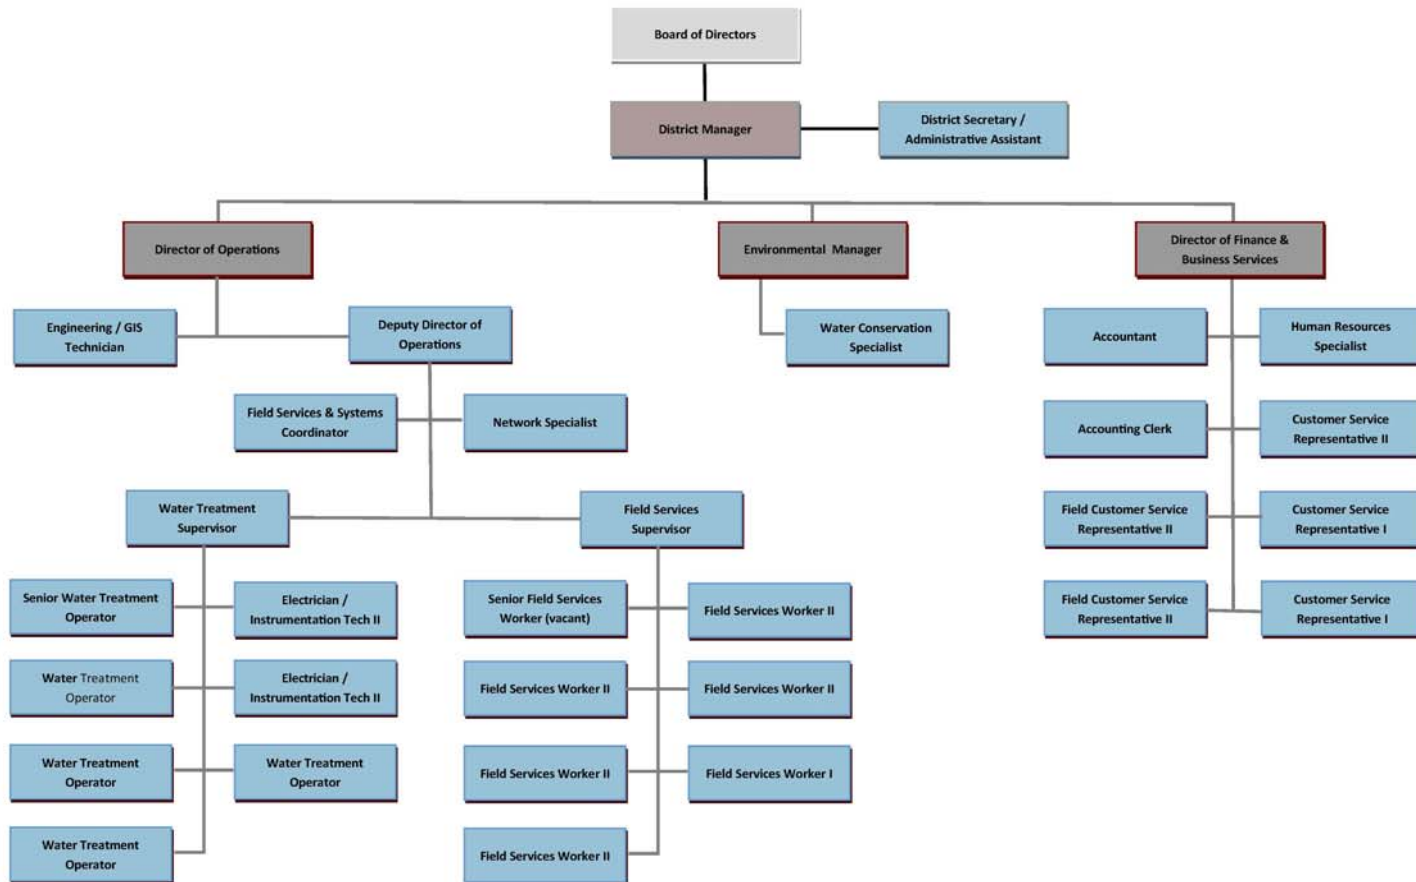 Board of Directors
District Manager
District Secretary /
Administrative Assistant
Director of Operations
Environmental Manager
Director of Finance &
Business Services
Engineering / GIS
Technician
Deputy Director of
Operations
Water Conservation
Specialist
Accountant
Human Resources
Specialist
Field Services & Systems
Coordinator
Network Specialist
Accounting Clerk
Customer Service
Representative II
Water Treatment
Supervisor
Field Services
Supervisor
Field Customer Service
Representative II
Customer Service
Representative I
Senior Water Treatment
Operator
Electrician /
Instrumentation Tech II
Senior Field Services
Worker (vacant)
Field Services Worker II
Field Customer Service
Representative II
Customer Service
Representative I
Water Treatment
Operator
Electrician /
Instrumentation Tech II
Field Services Worker II
Field Services Worker II
Water Treatment
Operator
Water Treatment
Operator
Field Services Worker II
Field Services Worker I
Water Treatment
Operator
Field Services Worker II